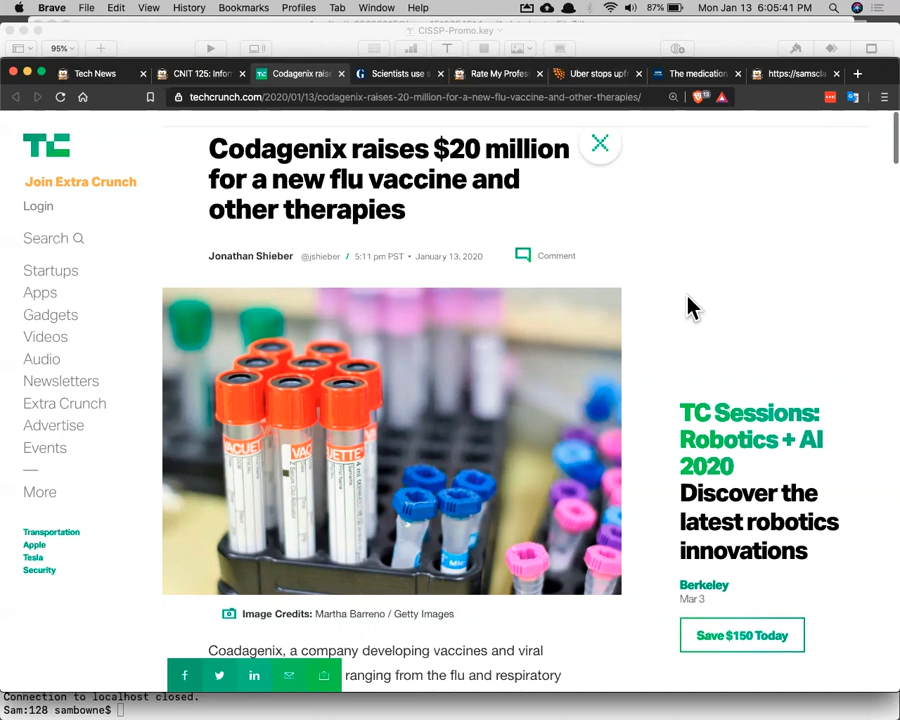 Brave File Edit View History Bookmarks Profiles Tab Window Help 87% Mon Jan 13 6:05:41 PM
CISSP-Promo.key
95%
Tech News × CNIT 125: Infor × Codagenix raise × Scientists use s × Rate My Profes × Uber stops upfr × The medication × https://samscla ×
techcrunch.com/2020/01/13/codagenix-raises-20-million-for-a-new-flu-vaccine-and-other-therapies/
13
TC
Join Extra Crunch
Login
Search
Startups
Apps
Gadgets
Videos
Audio
Newsletters
Extra Crunch
Advertise
Events
—
More
Transportation
Apple
Tesla
Security
Codagenix raises $20 million
for a new flu vaccine and
other therapies
Jonathan Shieber @jshieber / 5:11 pm PST • January 13, 2020 Comment
Image Credits: Martha Barreno / Getty Images
Coadagenix, a company developing vaccines and viral
ranging from the flu and respiratory
TC Sessions:
Robotics + AI
2020
Discover the
latest robotics
innovations
Berkeley
Mar 3
Save $150 Today
Connection to localhost closed.
Sam:128 sambowne$